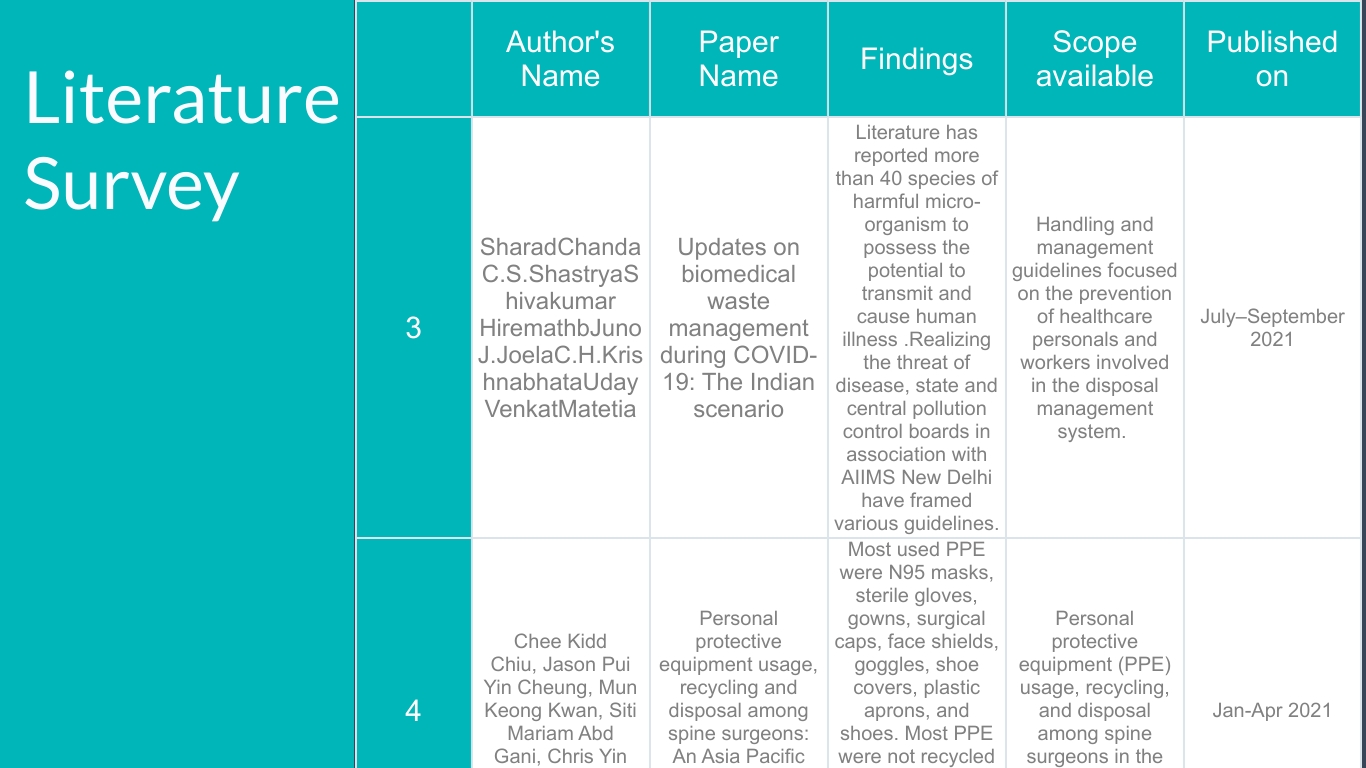 Literature
Survey
Author's
Name
Paper
Name
Findings
Scope
available
Published
on
3
SharadChanda
C.S.ShastryaS
hivakumar
HiremathbJuno
J.JoelaC.H.Kris
hnabhataUday
VenkatMatetia
Updates on
biomedical
waste
management
during COVID-
19: The Indian
scenario
Literature has
reported more
than 40 species of
harmful micro-
organism to
possess the
potential to
transmit and
cause human
illness .Realizing
the threat of
disease, state and
central pollution
control boards in
association with
AIIMS New Delhi
have framed
various guidelines.
Handling and
management
guidelines focused
on the prevention
of healthcare
personals and
workers involved
in the disposal
management
system.
July–September
2021
4
Chee Kidd
Chiu, Jason Pui
Yin Cheung, Mun
Keong Kwan, Siti
Mariam Abd
Gani, Chris Yin
Personal
protective
equipment usage,
recycling and
disposal among
spine surgeons:
An Asia Pacific
Most used PPE
were N95 masks,
sterile gloves,
gowns, surgical
caps, face shields,
goggles, shoe
covers, plastic
aprons, and
shoes. Most PPE
were not recycled
Personal
protective
equipment (PPE)
usage, recycling,
and disposal
among spine
surgeons in the
Jan-Apr 2021